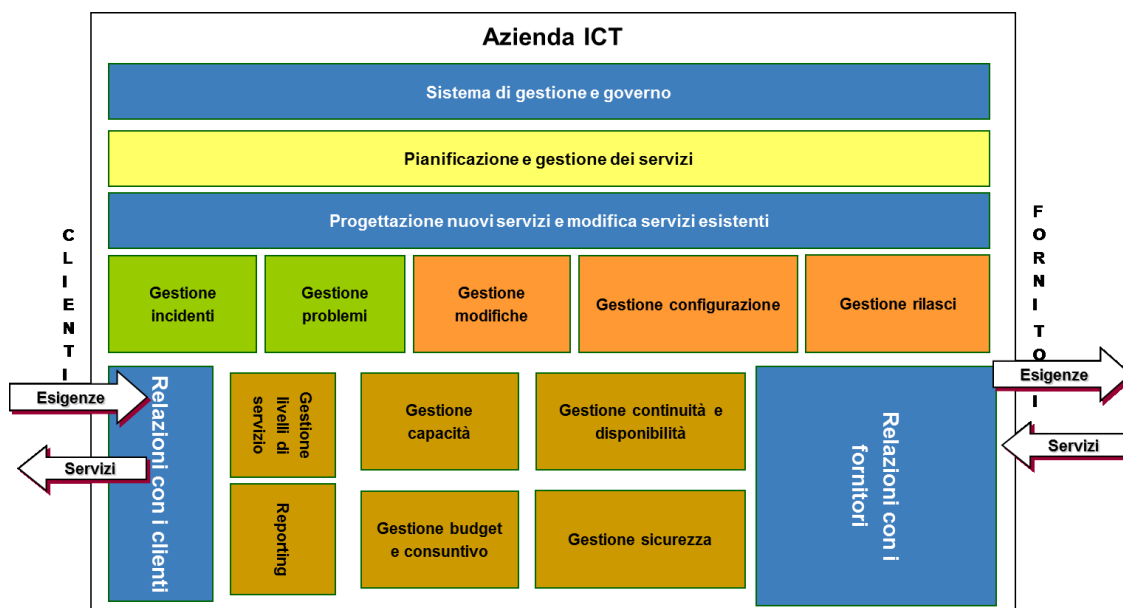 Azienda ICT
Sistema di gestione e governo
Pianificazione e gestione dei servizi
Progettazione nuovi servizi e modifica servizi esistenti
CLIENTI
FORNITORI
Gestione
incidenti
Gestione
problemi
Gestione
modifiche
Gestione configurazione
Gestione rilasci
Esigenze
Servizi
Relazioni con i clienti
Gestione
livelli di
servizio
Reporting
Gestione
capacità
Gestione continuità e
disponibilità
Gestione budget
e consuntivo
Gestione sicurezza
Relazioni con i
fornitori
Esigenze
Servizi